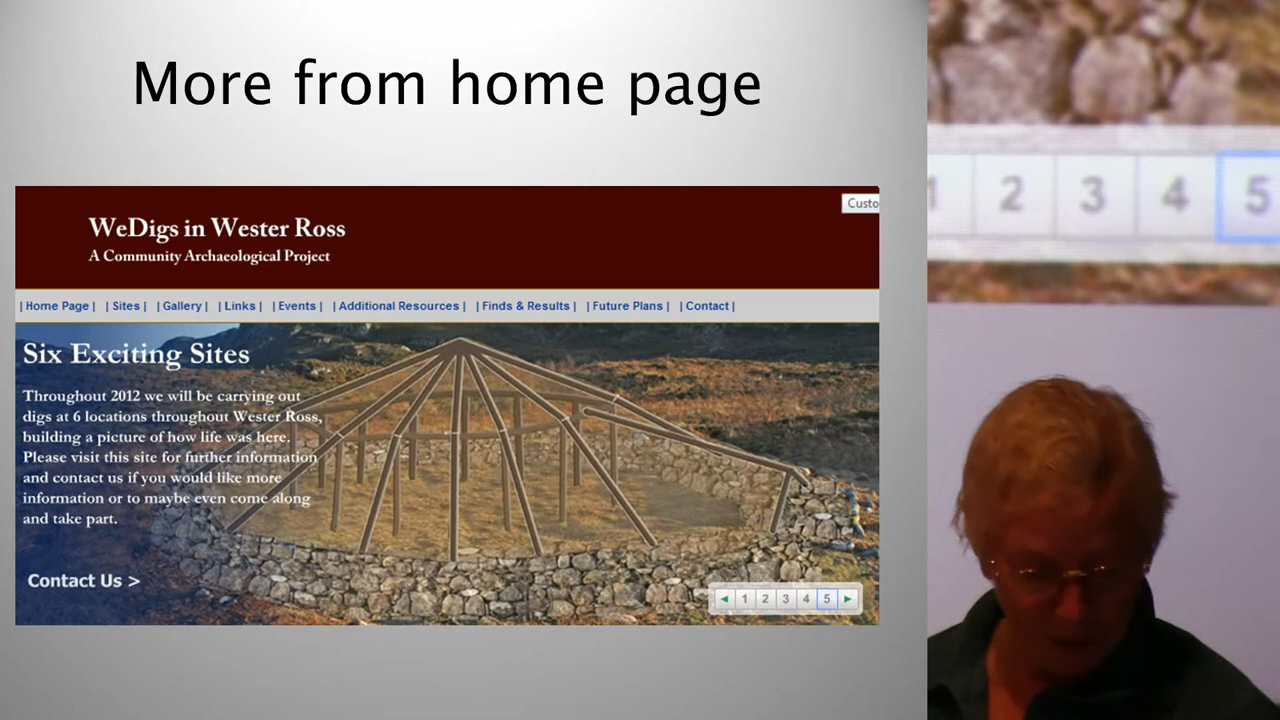 More from home page
Custo
WeDigs in Wester Ross
A Community Archaeological Project
| Home Page | | Sites | | Gallery | | Links | | Events | | Additional Resources | | Finds & Results | | Future Plans | | Contact |
Six Exciting Sites
Throughout 2012 we will be carrying out
digs at 6 locations throughout Wester Ross,
building a picture of how life was here.
Please visit this site for further information
and contact us if you would like more
information or to maybe even come along
and take part.
Contact Us >
1 2 3 4 5
1 2 3 4 5